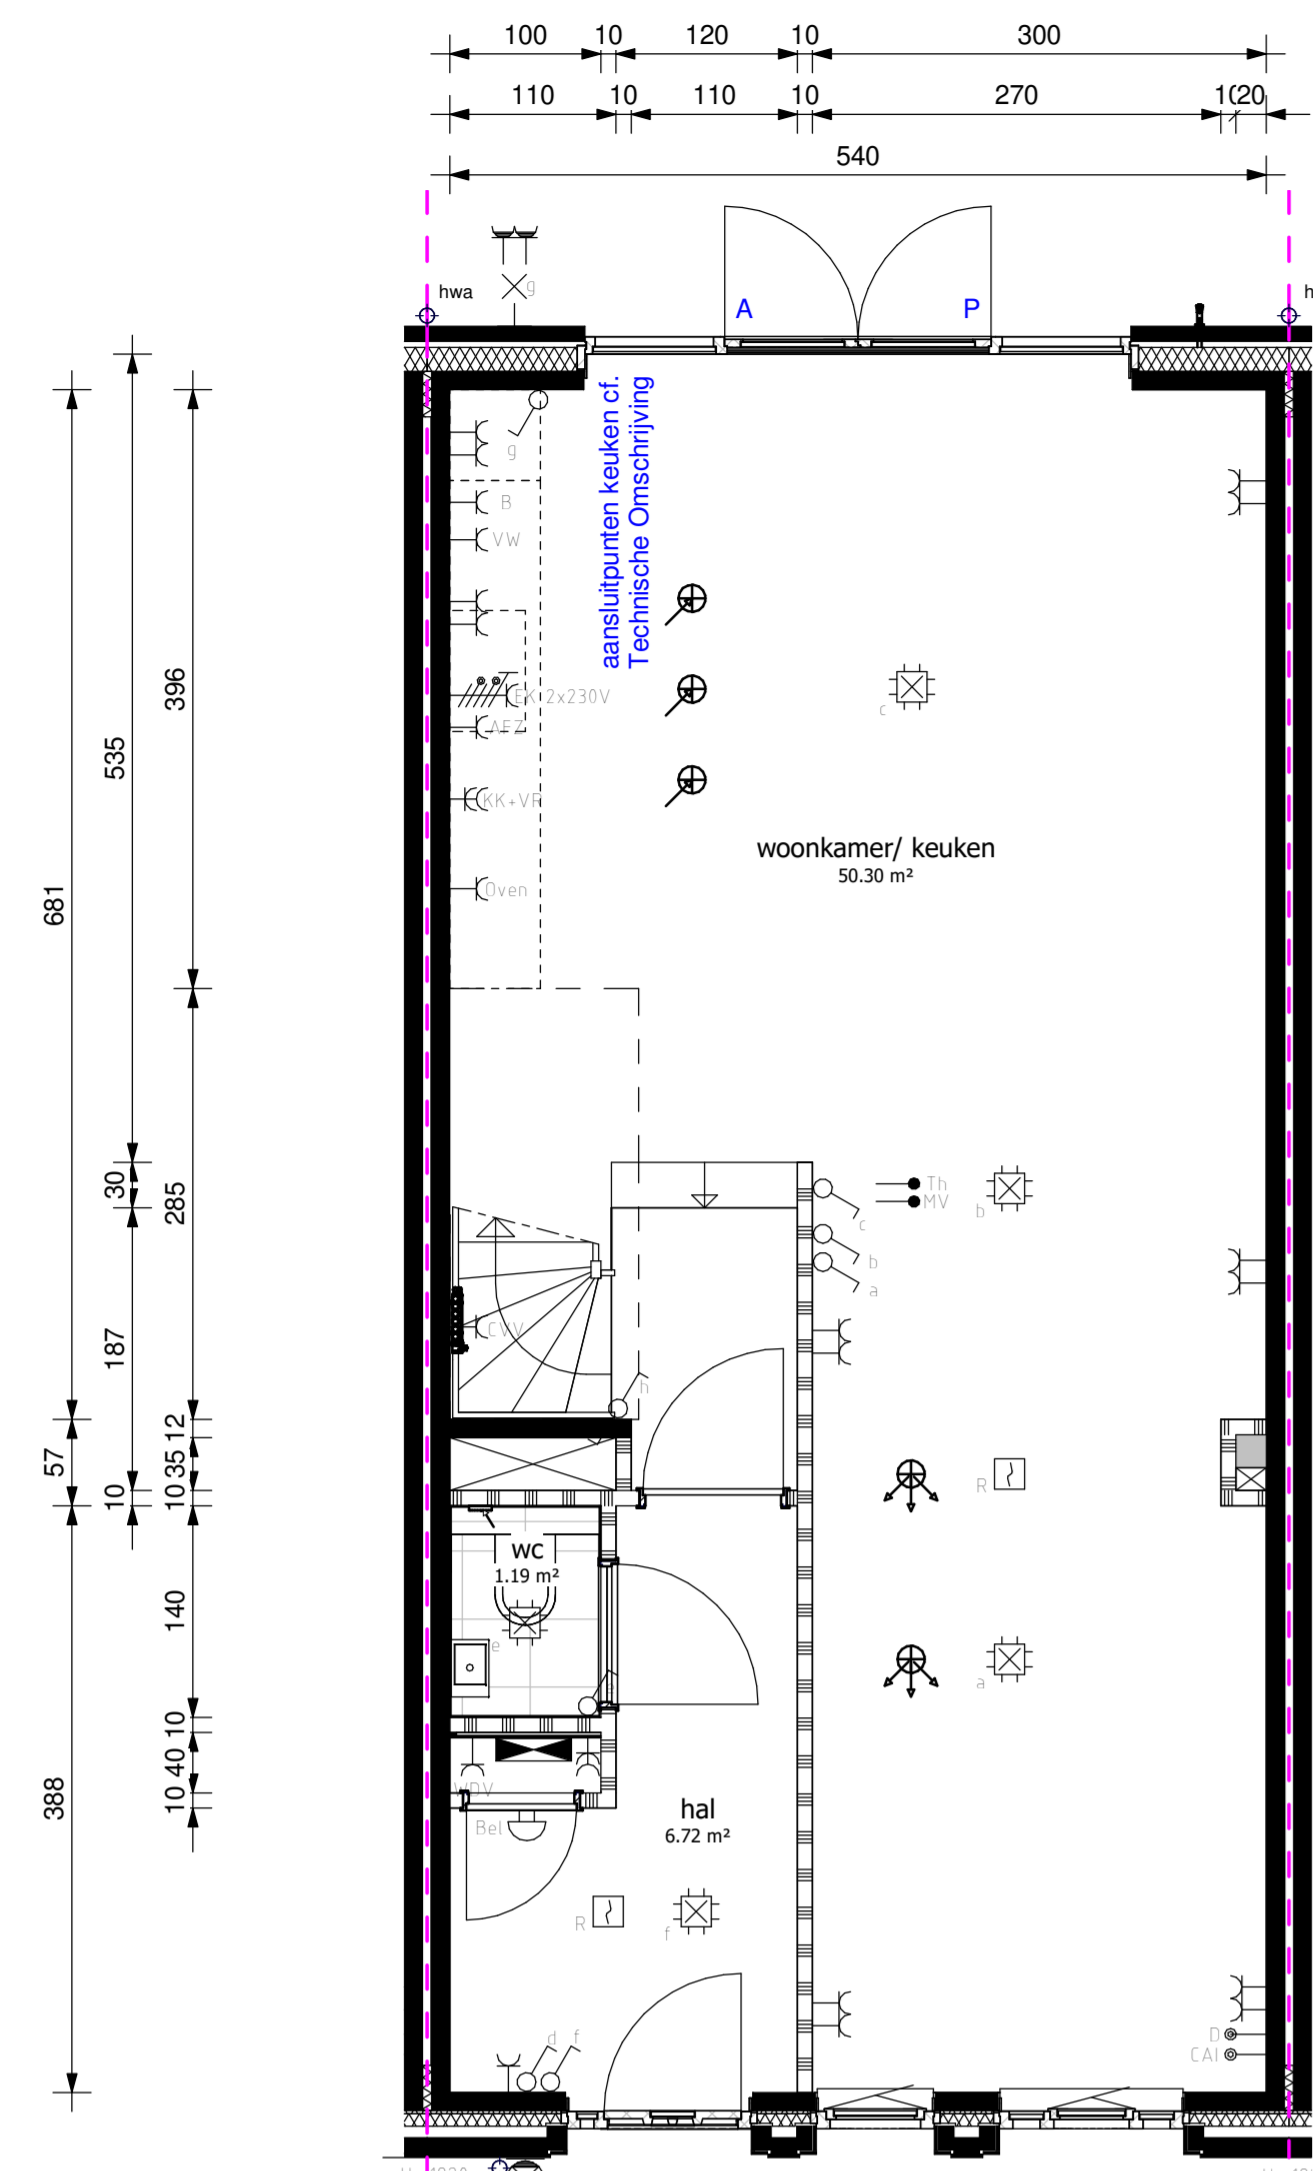 100 10 120 10 300
110 10 110 10 270 1020
540
hwa
g
A P
h
aansluitpunten keuken cf.
Technische Omschrijving
g
B
VW
EK 2x230V
AFZ
KK+VR
Oven
c
woonkamer/ keuken
50.30 m²
396
535
681
30
285
187
12
35
57
10
10
140
10
40
10
388
Th
MV
b
c
b
a
CVV
h
R
wc
1.19 m²
e
a
WDV
Bel
hal
6.72 m²
R
f
d f
D
CAI